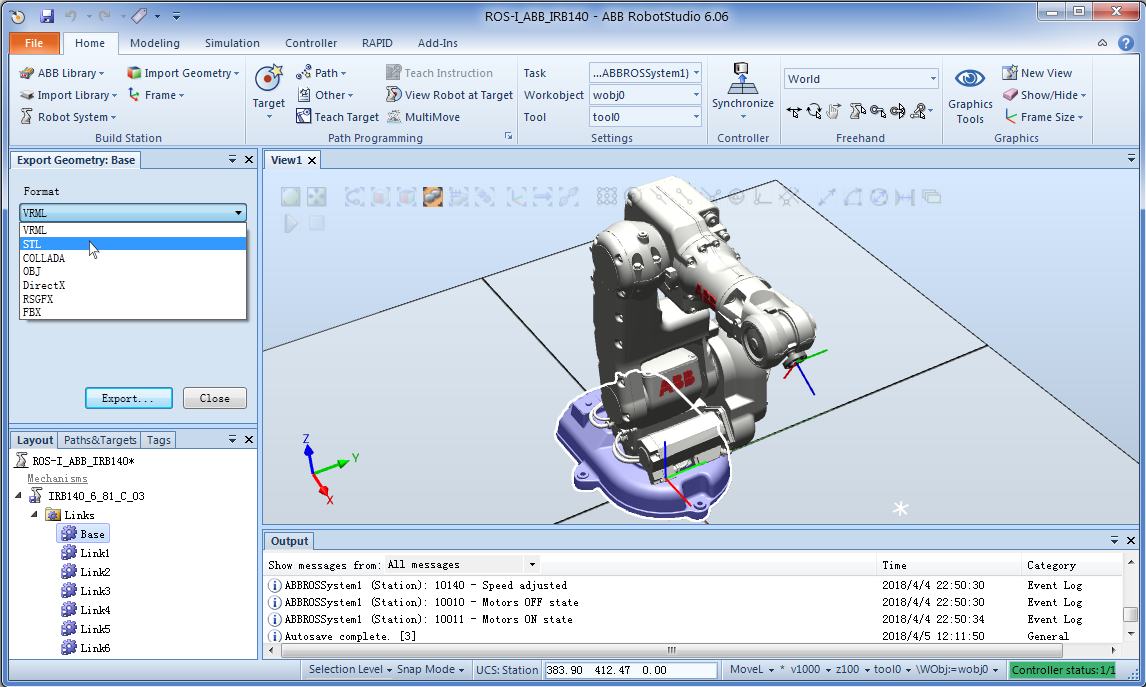 ROS-I_ABB_IRB140 - ABB RobotStudio 6.06
File Home Modeling Simulation Controller RAPID Add-Ins
ABB Library Import Geometry
Import Library Frame
Robot System
Build Station
Target
Path Teach Instruction
Other View Robot at Target
Teach Target MultiMove
Path Programming
Task ...ABBROSSystem1)
Workobject wobj0
Tool tool0
Settings
Synchronize
Controller
World
Freehand
Graphics
Tools
New View
Show/Hide
Frame Size
Graphics
Export Geometry: Base
Format
VRML
VRML
STL
COLLADA
OBJ
DirectX
RSGFX
FBX
Export... Close
Layout Paths&Targets Tags
ROS-I_ABB_IRB140*
Mechanisms
IRB140_6_81_C_03
Links
Base
Link1
Link2
Link3
Link4
Link5
Link6
View1
ABB
ABB
Z
Y
X
Output
Show messages from: All messages Time Category
ABBROSSystem1 (Station): 10140 - Speed adjusted 2018/4/4 22:50:30 Event Log
ABBROSSystem1 (Station): 10010 - Motors OFF state 2018/4/4 22:50:30 Event Log
ABBROSSystem1 (Station): 10011 - Motors ON state 2018/4/4 22:50:34 Event Log
Autosave complete. [3] 2018/4/5 12:11:50 General
Selection Level Snap Mode UCS: Station 383.90 412.47 0.00 MoveL * v1000 z100 tool0 \WObj:=wobj0 Controller status:1/1